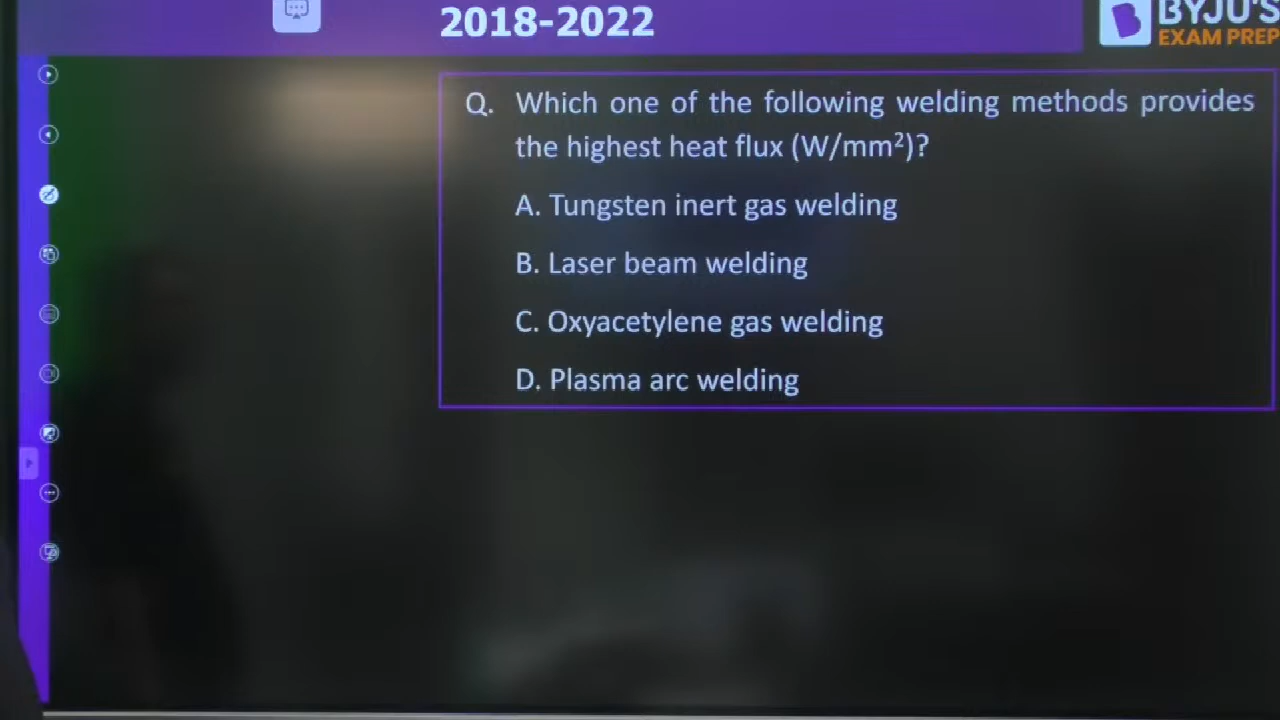 2018-2022
BYJU'S
EXAM PREP
Q. Which one of the following welding methods provides
the highest heat flux (W/mm²)?
A. Tungsten inert gas welding
B. Laser beam welding
C. Oxyacetylene gas welding
D. Plasma arc welding